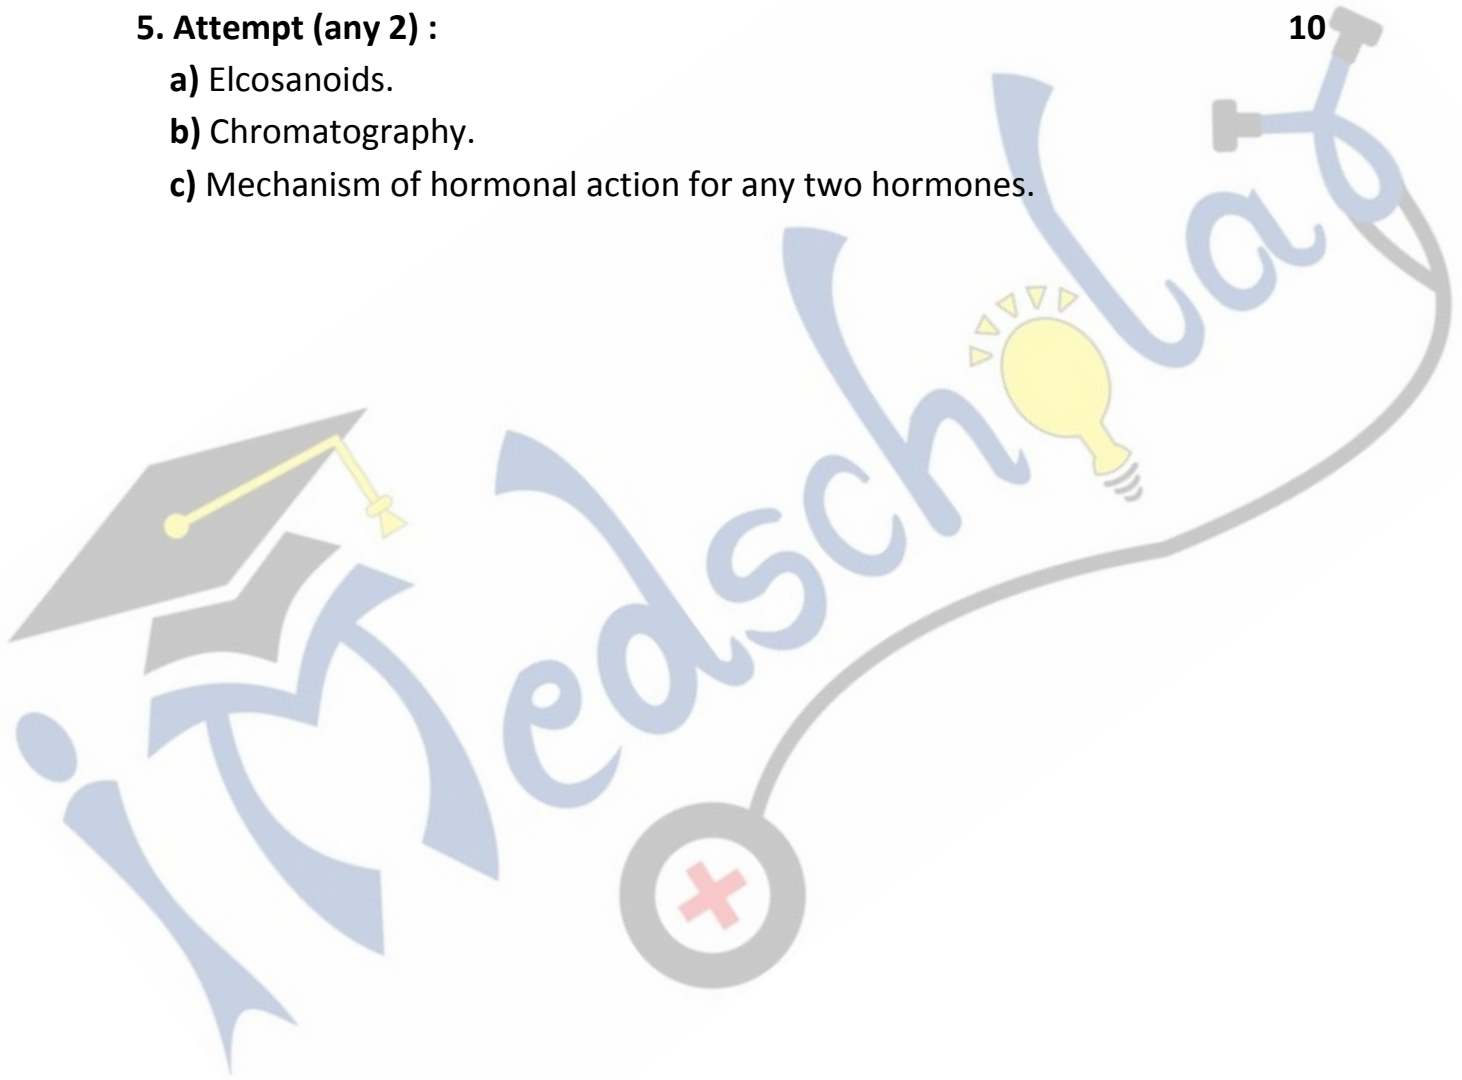 5. Attempt (any 2) : 10
a) Elcosanoids.
b) Chromatography.
c) Mechanism of hormonal action for any two hormones.
iMedscholar